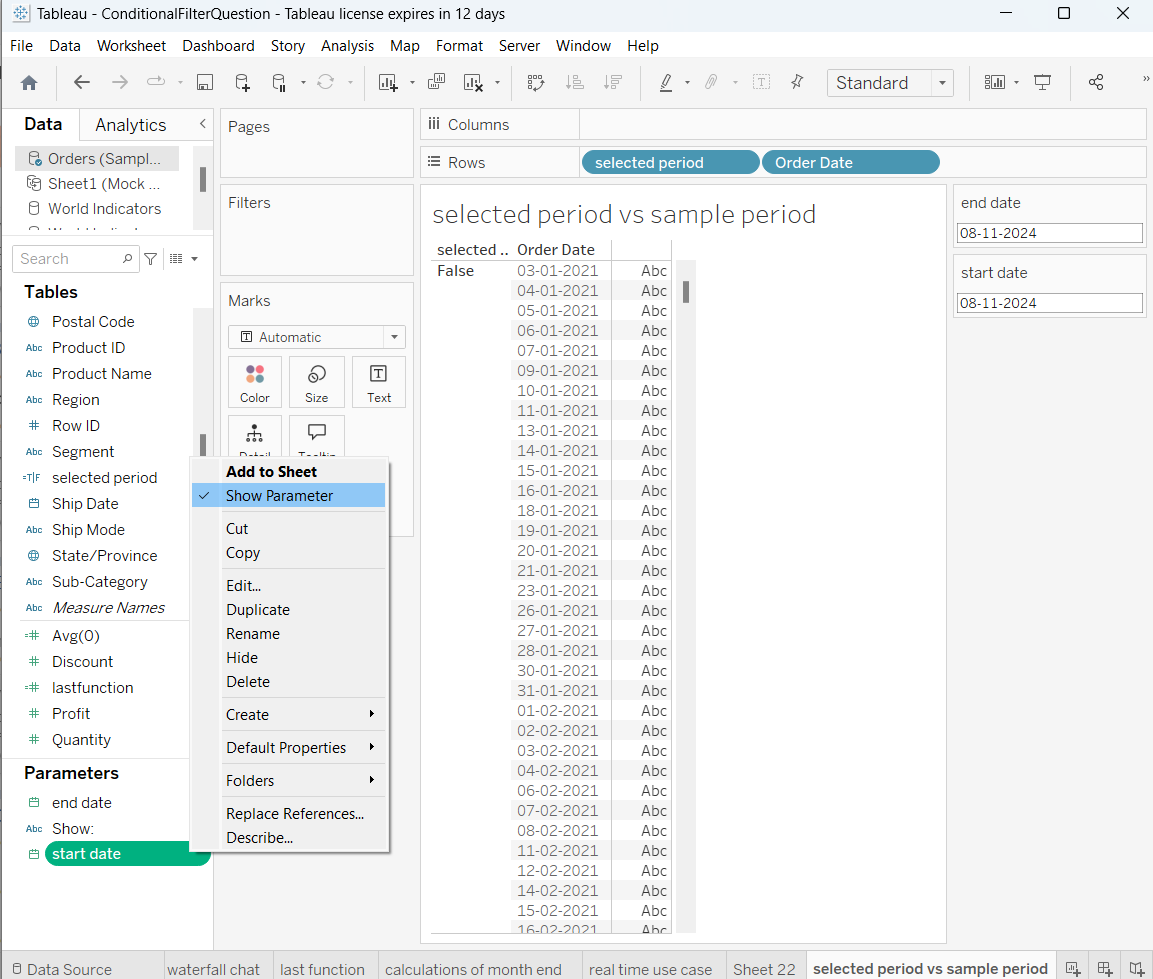 Tableau - ConditionalFilterQuestion - Tableau license expires in 12 days
File Data Worksheet Dashboard Story Analysis Map Format Server Window Help
Standard
Data Analytics
Orders (Sampl...
Sheet1 (Mock ...
World Indicators
Search
Tables
Postal Code
Abc Product ID
Abc Product Name
Abc Region
# Row ID
Abc Segment
=T|F selected period
Ship Date
Abc Ship Mode
State/Province
Abc Sub-Category
Abc Measure Names
=# Avg(0)
# Discount
=# lastfunction
# Profit
# Quantity
Parameters
end date
Abc Show:
start date
Pages
Filters
Marks
Automatic
Color Size Text
Detail Tooltip
Add to Sheet
Show Parameter
Cut
Copy
Edit...
Duplicate
Rename
Hide
Delete
Create
Default Properties
Folders
Replace References...
Describe...
Columns
Rows selected period Order Date
selected period vs sample period
selected .. Order Date
False 03-01-2021 Abc
04-01-2021 Abc
05-01-2021 Abc
06-01-2021 Abc
07-01-2021 Abc
09-01-2021 Abc
10-01-2021 Abc
11-01-2021 Abc
13-01-2021 Abc
14-01-2021 Abc
15-01-2021 Abc
16-01-2021 Abc
18-01-2021 Abc
19-01-2021 Abc
20-01-2021 Abc
21-01-2021 Abc
23-01-2021 Abc
26-01-2021 Abc
27-01-2021 Abc
28-01-2021 Abc
30-01-2021 Abc
31-01-2021 Abc
01-02-2021 Abc
02-02-2021 Abc
03-02-2021 Abc
04-02-2021 Abc
06-02-2021 Abc
07-02-2021 Abc
08-02-2021 Abc
11-02-2021 Abc
12-02-2021 Abc
14-02-2021 Abc
15-02-2021 Abc
16-02-2021 Abc
end date
08-11-2024
start date
08-11-2024
Data Source waterfall chat last function calculations of month end real time use case Sheet 22 selected period vs sample period